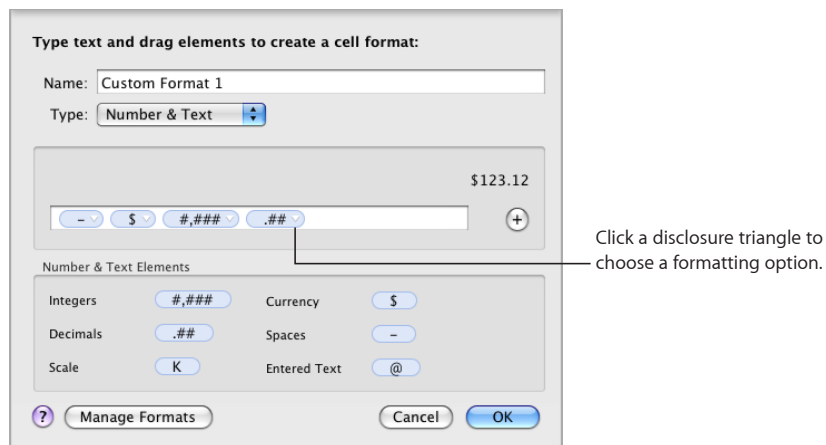 Type text and drag elements to create a cell format:
Name: Custom Format 1
Type: Number & Text
$123.12
– $ #,### .##
+
Click a disclosure triangle to
choose a formatting option.
Number & Text Elements
Integers #,### Currency $
Decimals .## Spaces –
Scale K Entered Text @
? Manage Formats Cancel OK